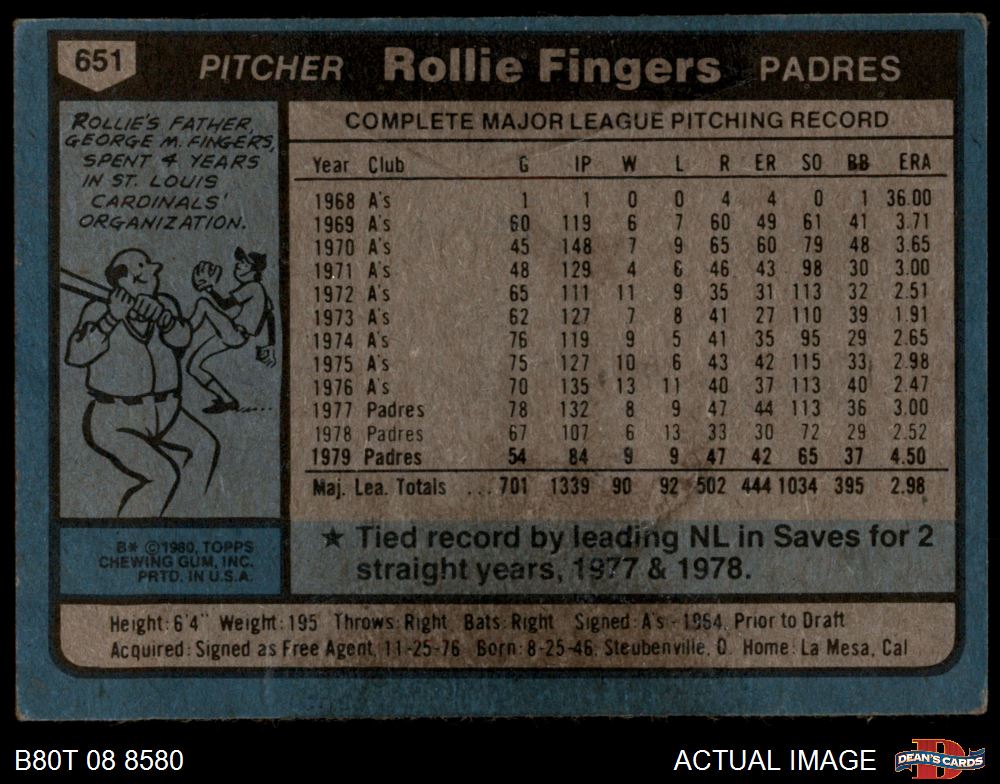 651 PITCHER Rollie Fingers PADRES
ROLLIE'S FATHER,
GEORGE M. FINGERS,
SPENT 4 YEARS
IN ST. LOUIS
CARDINALS'
ORGANIZATION.
COMPLETE MAJOR LEAGUE PITCHING RECORD
Year Club G IP W L R ER SO BB ERA
1968 A's 1 1 0 0 4 4 0 1 36.00
1969 A's 60 119 6 7 60 49 61 41 3.71
1970 A's 45 148 7 9 65 60 79 48 3.65
1971 A's 48 129 4 6 46 43 98 30 3.00
1972 A's 65 111 11 9 35 31 113 32 2.51
1973 A's 62 127 7 8 41 27 110 39 1.91
1974 A's 76 119 9 5 41 35 95 29 2.65
1975 A's 75 127 10 6 43 42 115 33 2.98
1976 A's 70 135 13 11 40 37 113 40 2.47
1977 Padres 78 132 8 9 47 44 113 36 3.00
1978 Padres 67 107 6 13 33 30 72 29 2.52
1979 Padres 54 84 9 9 47 42 65 37 4.50
Maj. Lea. Totals ... 701 1339 90 92 502 444 1034 395 2.98
★ Tied record by leading NL in Saves for 2
straight years, 1977 & 1978.
B* ©1980, TOPPS
CHEWING GUM, INC.
PRTD. IN U.S.A.
Height: 6'4" Weight: 195 Throws: Right Bats: Right Signed: A's - 1964, Prior to Draft
Acquired: Signed as Free Agent, 11-25-76 Born: 8-25-46, Steubenville, O. Home: La Mesa, Cal
B80T 08 8580
ACTUAL IMAGE
D
DEAN'S CARDS